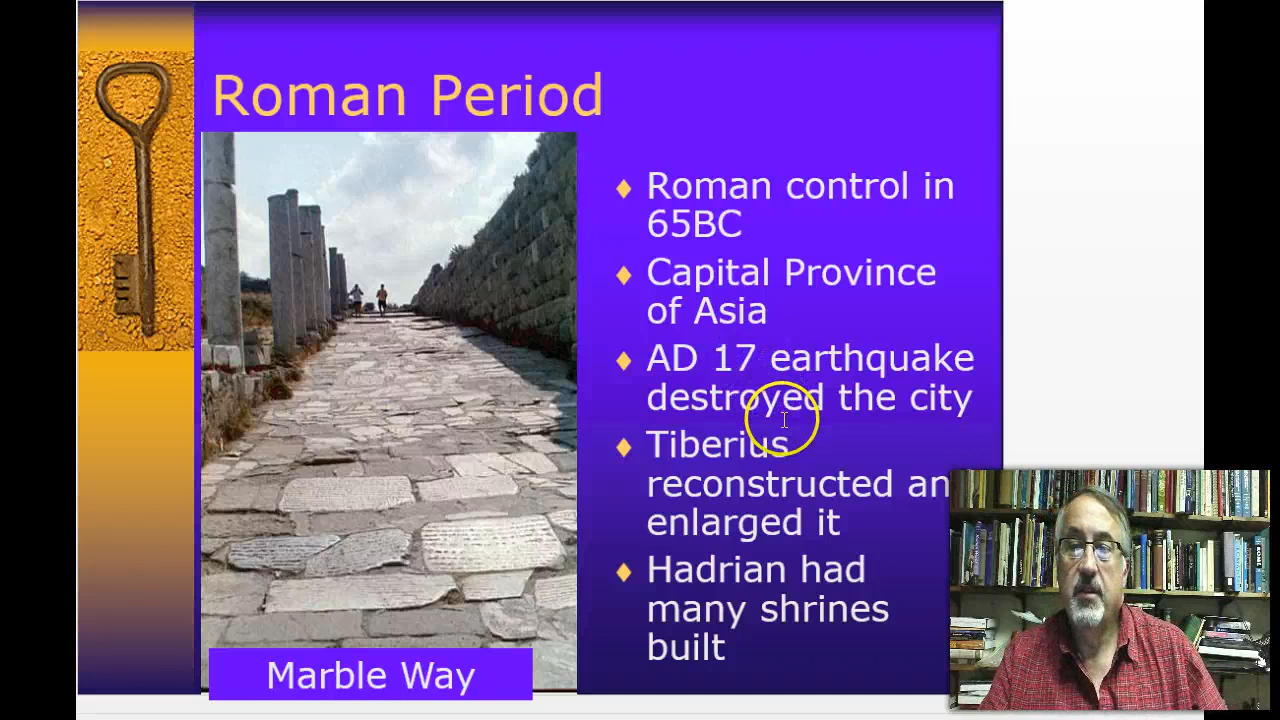 Roman Period
Roman control in
65BC
Capital Province
of Asia
AD 17 earthquake
destroyed the city
Tiberius
reconstructed an
enlarged it
Hadrian had
many shrines
built
Marble Way